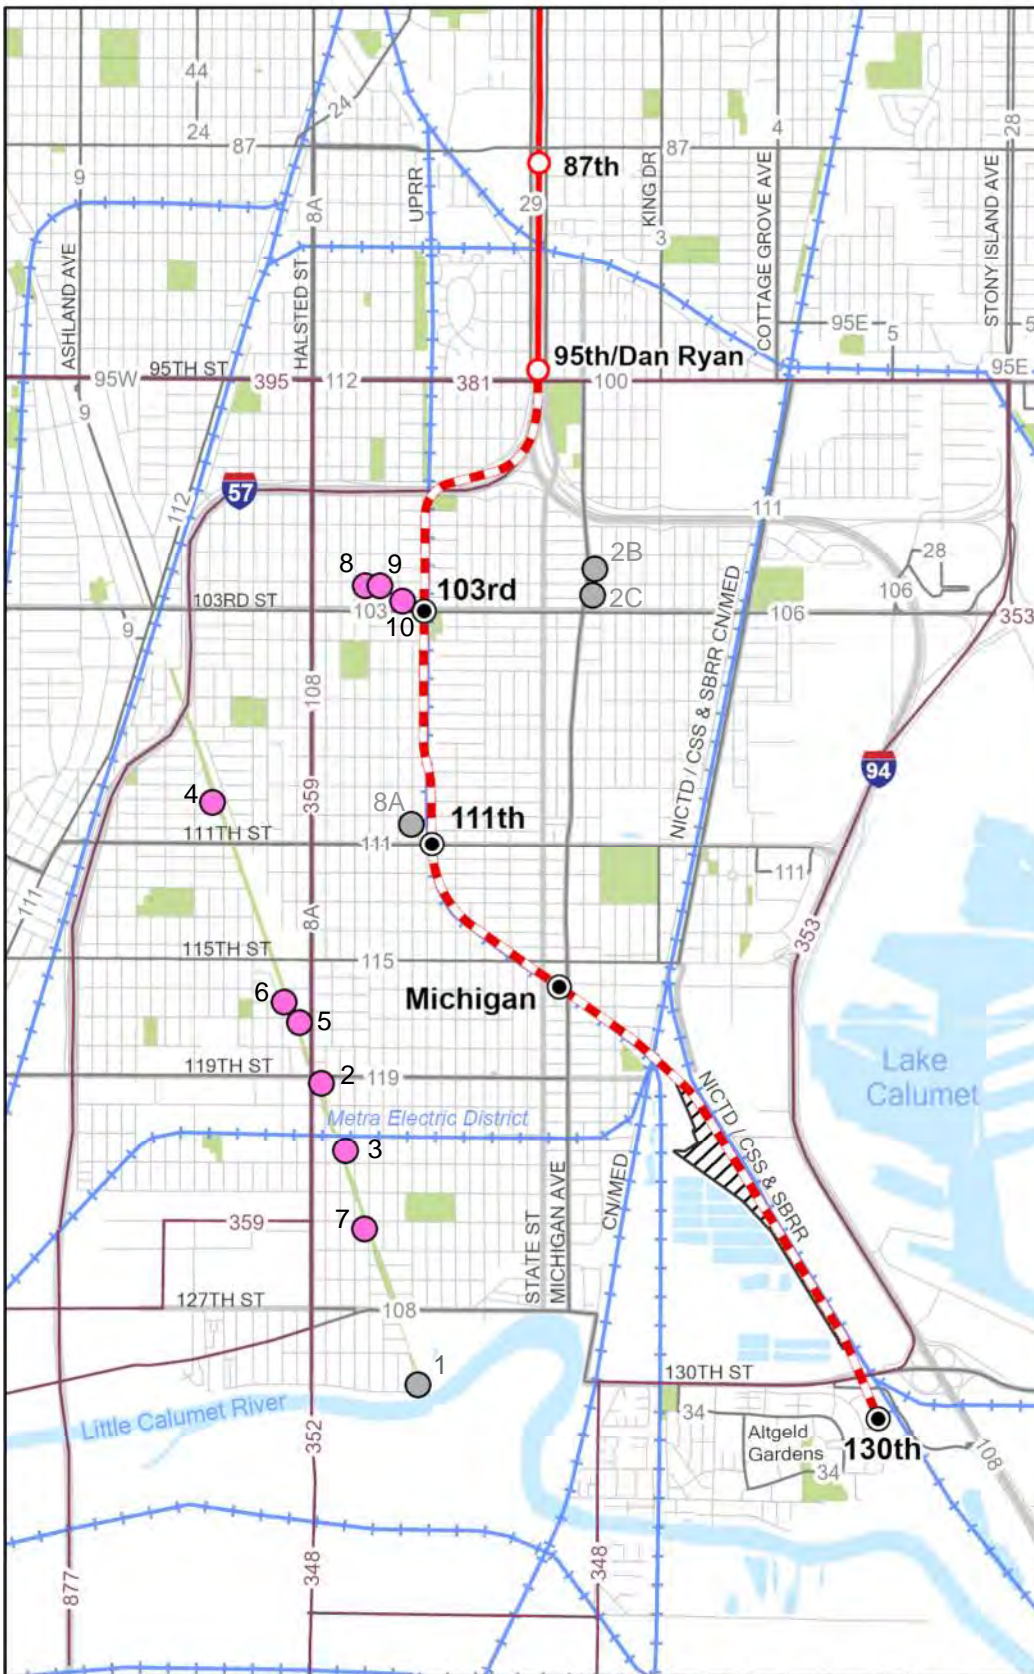 44
24
24
87
87
87th
9
8A
UPRR
29
KING DR
3
4
COTTAGE GROVE AVE
28
STONY ISLAND AVE
ASHLAND AVE
HALSTED ST
95E
5
5
95th/Dan Ryan
95TH ST
95W
395
112
381
100
95E
9
57
112
111
2B
28
8
9
103rd
2C
106
103RD ST
103
10
106
353
9
NICTD / CSS & SBRR CN/MED
108
94
4
359
8A
111th
111TH ST
111
111
111
8A
353
115TH ST
115
6
Michigan
5
119TH ST
2
119
Lake
Calumet
Metra Electric District
NICTD / CSS & SBRR
3
CN/MED
359
7
STATE ST
MICHIGAN AVE
127TH ST
108
1
130TH ST
Little Calumet River
34
Altgeld
Gardens
130th
34
352
108
877
348
348